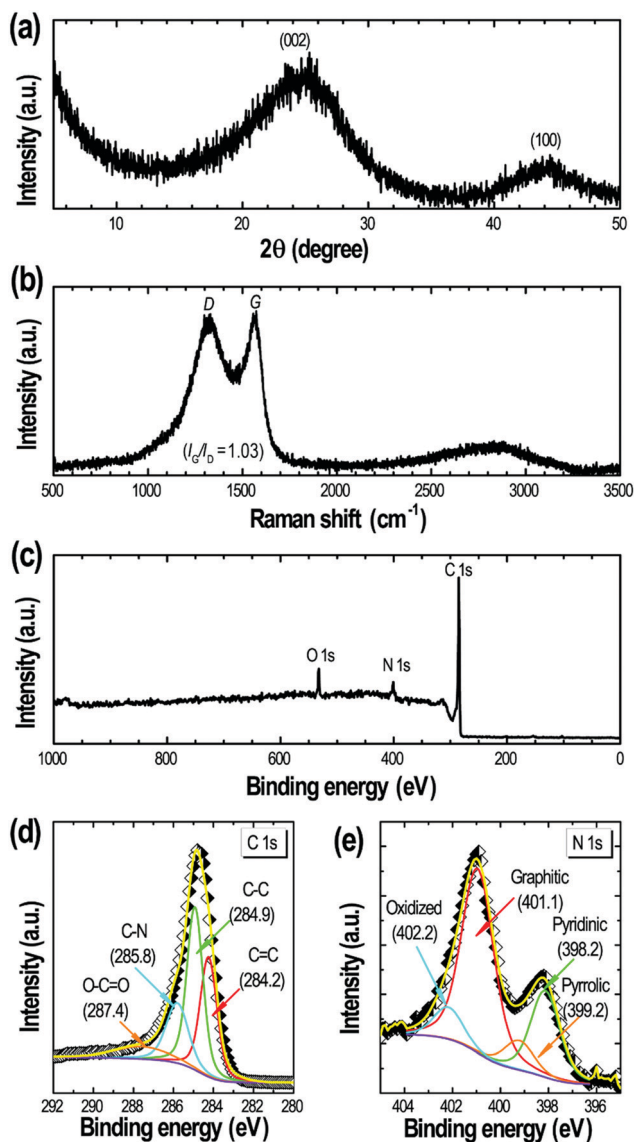 (a)
(002)
(100)
Intensity (a.u.)
10 20 30 40 50
2θ (degree)
(b)
D G
(I_G/I_D = 1.03)
Intensity (a.u.)
500 1000 1500 2000 2500 3000 3500
Raman shift (cm⁻¹)
(c)
C 1s
O 1s
N 1s
Intensity (a.u.)
1000 800 600 400 200 0
Binding energy (eV)
(d)
C 1s
C-C
(284.9)
C-N
(285.8)
C=C
(284.2)
O-C=O
(287.4)
Intensity (a.u.)
292 290 288 286 284 282 280
Binding energy (eV)
(e)
N 1s
Graphitic
(401.1)
Oxidized
(402.2)
Pyridinic
(398.2)
Pyrrolic
(399.2)
Intensity (a.u.)
404 402 400 398 396
Binding energy (eV)